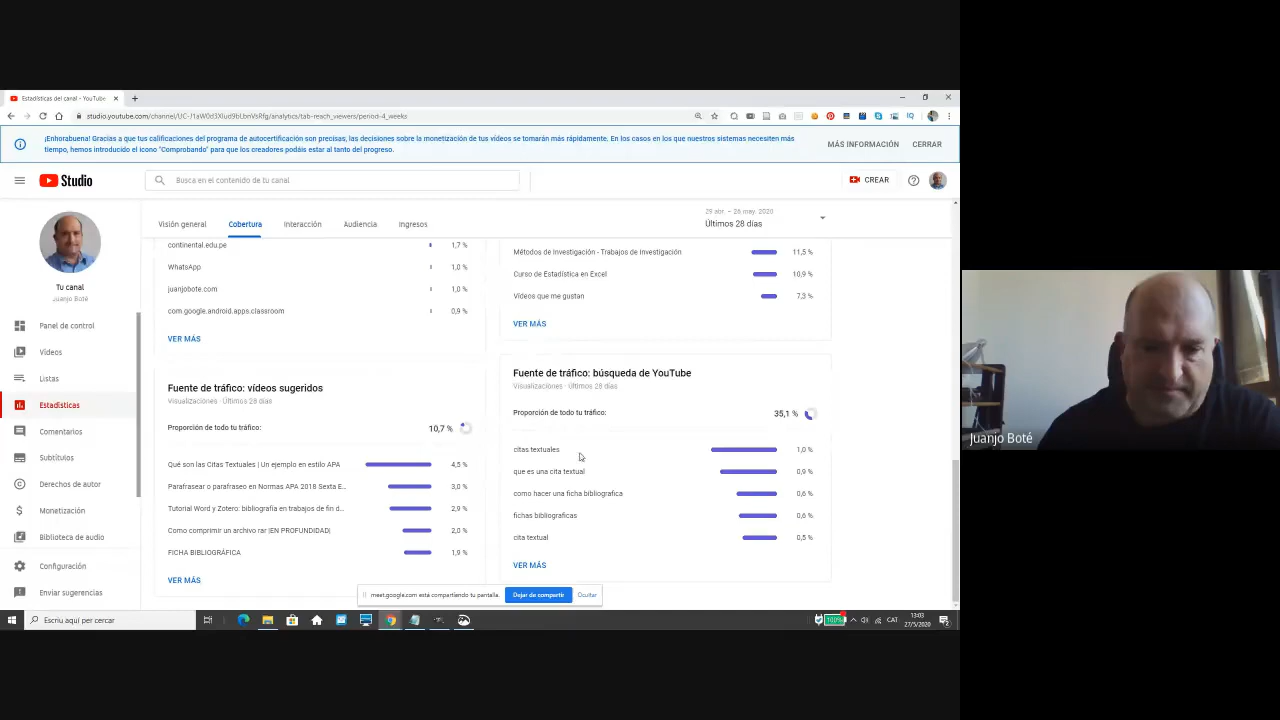 Estadísticas del canal - YouTube
studio.youtube.com/channel/
/analytics/tab-reach_viewers/period-4_weeks
¡Enhorabuena! Gracias a que tus calificaciones del programa de autocertificación son precisas, las decisiones sobre la monetización de tus vídeos se tomarán más rápidamente. En los casos en los que nuestros sistemas necesiten más
tiempo, hemos introducido el icono "Comprobando" para que los creadores podáis estar al tanto del progreso.
MÁS INFORMACIÓN
CERRAR
Studio
Busca en el contenido de tu canal
CREAR
Visión general
Cobertura
Interacción
Audiencia
Ingresos
29 abr. – 26 may. 2020
Últimos 28 días
Tu canal
Juanjo Boté
Panel de control
Vídeos
Listas
Estadísticas
Comentarios
Subtítulos
Derechos de autor
Monetización
Biblioteca de audio
Configuración
Enviar sugerencias
continental.edu.pe 1,7 %
WhatsApp 1,0 %
juanjobote.com 1,0 %
com.google.android.apps.classroom 0,9 %
VER MÁS
Métodos de Investigación - Trabajos de Investigación 11,5 %
Curso de Estadística en Excel 10,9 %
Vídeos que me gustan 7,3 %
VER MÁS
Fuente de tráfico: vídeos sugeridos
Visualizaciones · Últimos 28 días
Proporción de todo tu tráfico: 10,7 %
Qué son las Citas Textuales | Un ejemplo en estilo APA 4,5 %
Parafrasear o parafraseo en Normas APA 2018 Sexta E... 3,0 %
Tutorial Word y Zotero: bibliografía en trabajos de fin d... 2,9 %
Como comprimir un archivo rar |EN PROFUNDIDAD| 2,0 %
FICHA BIBLIOGRÁFICA 1,9 %
VER MÁS
Fuente de tráfico: búsqueda de YouTube
Visualizaciones · Últimos 28 días
Proporción de todo tu tráfico: 35,1 %
citas textuales 1,0 %
que es una cita textual 0,9 %
como hacer una ficha bibliografica 0,6 %
fichas bibliograficas 0,6 %
cita textual 0,5 %
VER MÁS
meet.google.com está compartiendo tu pantalla.
Dejar de compartir
Ocultar
Escriu aquí per cercar
100%
CAT
13:03
27/5/2020
Juanjo Boté